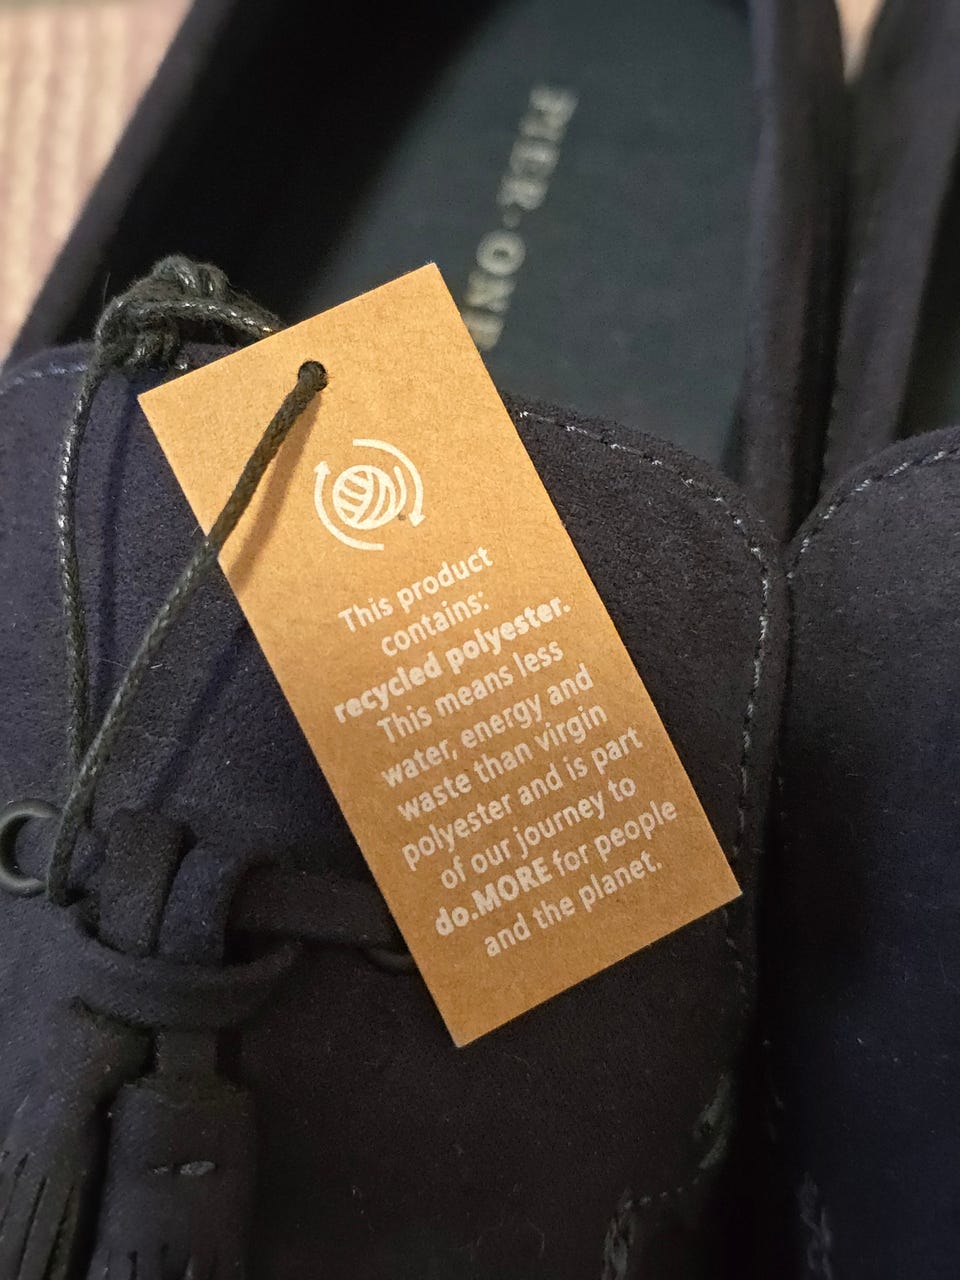 PIER·ONE
This product
contains:
recycled polyester.
This means less
water, energy and
waste than virgin
polyester and is part
of our journey to
do.MORE for people
and the planet.